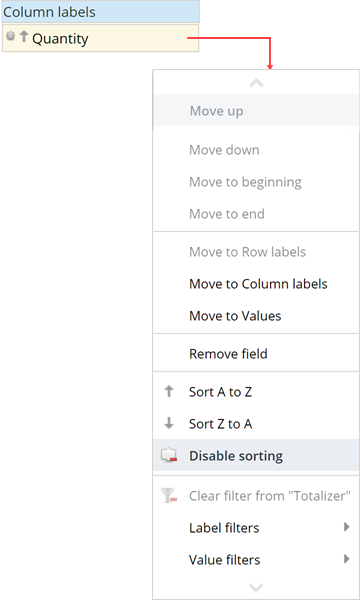 Column labels
Quantity
Move up
Move down
Move to beginning
Move to end
Move to Row labels
Move to Column labels
Move to Values
Remove field
Sort A to Z
Sort Z to A
Disable sorting
Clear filter from "Totalizer"
Label filters
Value filters